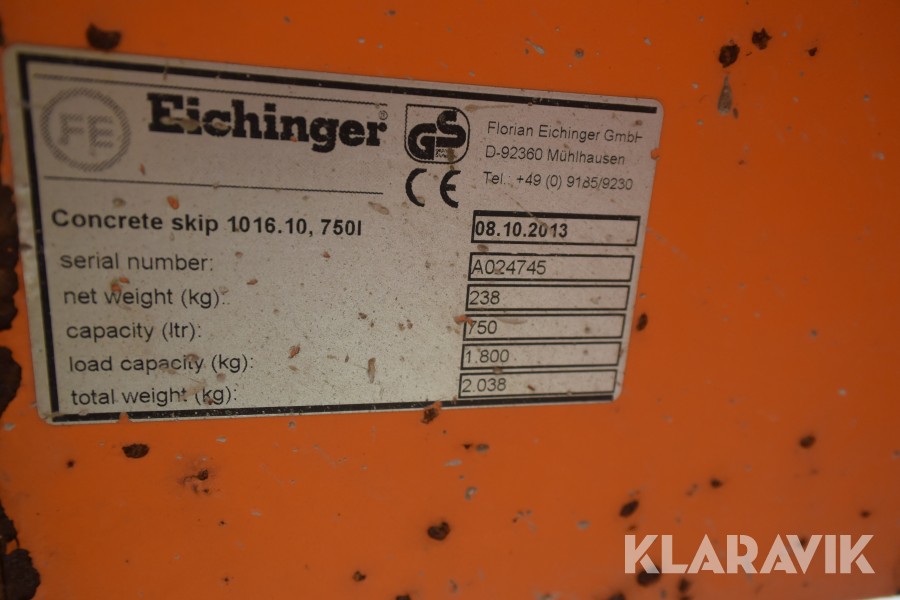 FE Eichinger® GS
CE
Florian Eichinger GmbH
D-92360 Mühlhausen
Tel.: +49 (0) 9185/9230
Concrete skip 1016.10, 750l 08.10.2013
serial number: A024745
net weight (kg): 238
capacity (ltr): 750
load capacity (kg): 1.800
total weight (kg): 2.038
KLARAVIK